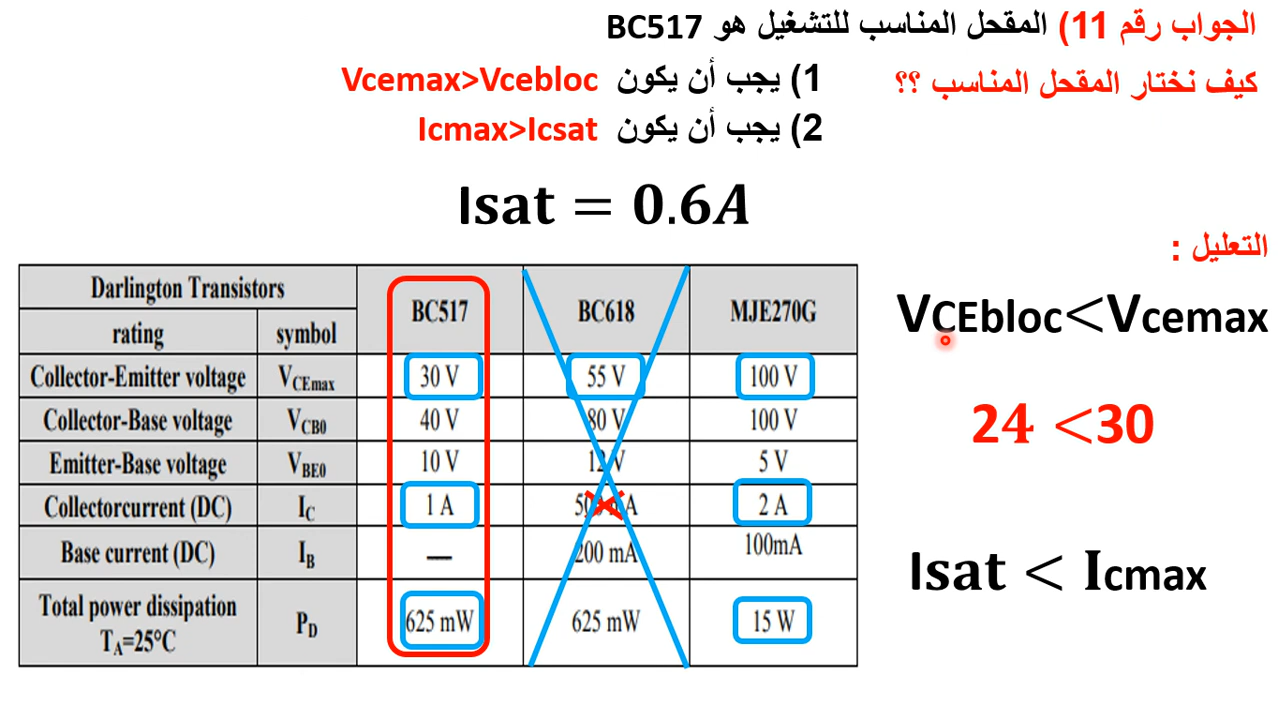 الجواب رقم 11) المقحل المناسب للتشغيل هو BC517
كيف نختار المقحل المناسب ؟؟
1) يجب أن يكون Vcemax>Vcebloc
2) يجب أن يكون Icmax>Icsat
Isat = 0.6A
التعليل :
VCEbloc<Vcemax
24 <30
Isat < Icmax
Darlington Transistors BC517 BC618 MJE270G
rating symbol
Collector-Emitter voltage VCEmax 30 V 55 V 100 V
Collector-Base voltage VCB0 40 V 80 V 100 V
Emitter-Base voltage VBE0 10 V 12 V 5 V
Collectorcurrent (DC) IC 1 A 2 A
Base current (DC) IB — 200 mA 100mA
Total power dissipation PD 625 mW 625 mW 15 W
TA=25°C